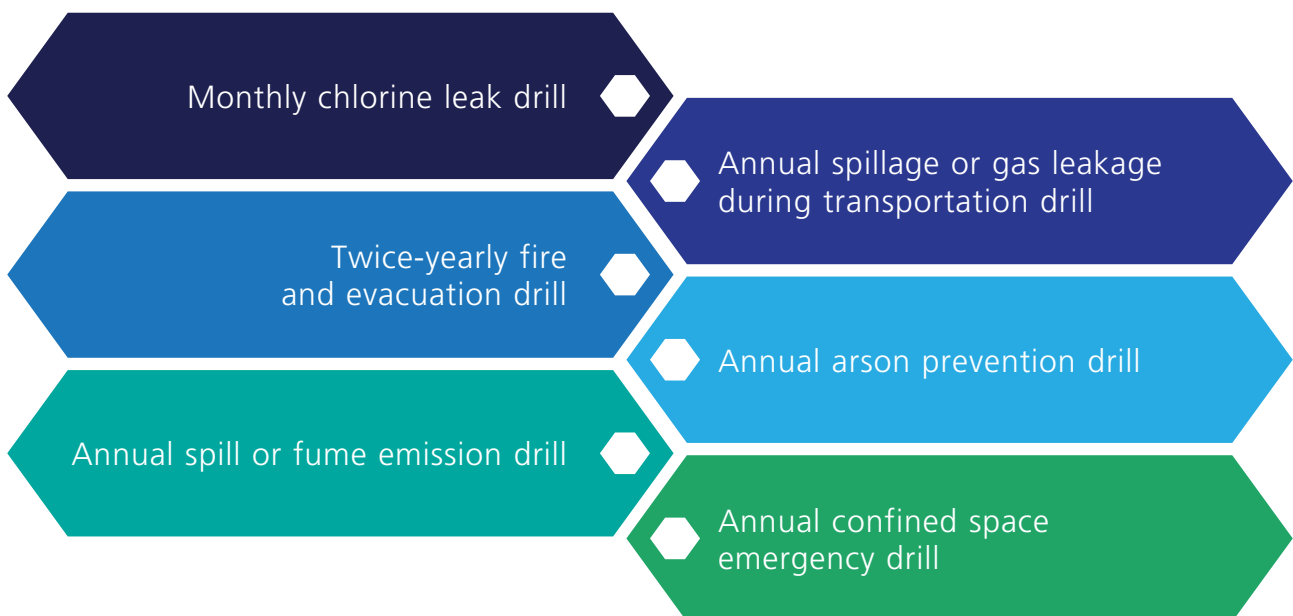 Monthly chlorine leak drill
Annual spillage or gas leakage
during transportation drill
Twice-yearly fire
and evacuation drill
Annual arson prevention drill
Annual spill or fume emission drill
Annual confined space
emergency drill